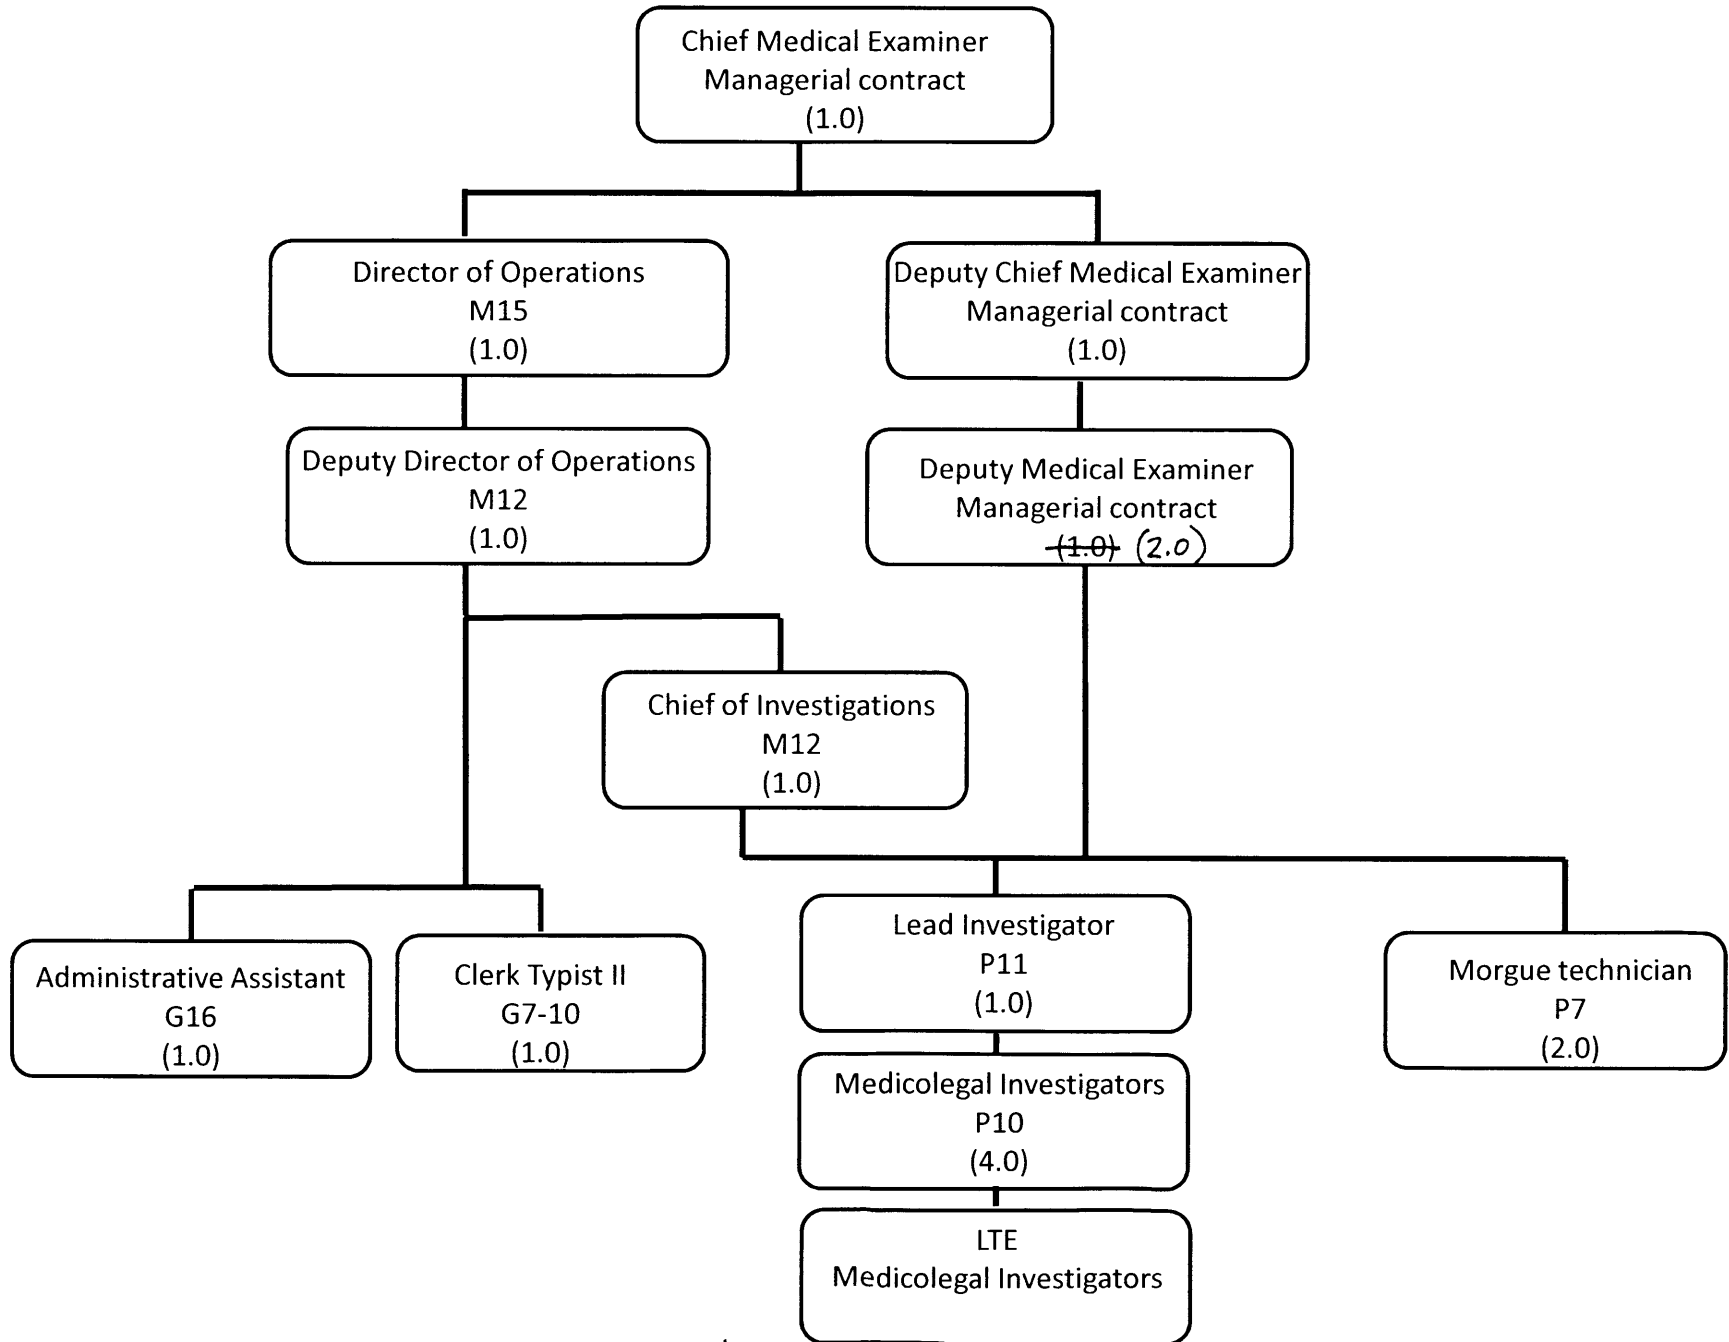 Chief Medical Examiner
Managerial contract
(1.0)
Director of Operations
M15
(1.0)
Deputy Chief Medical Examiner
Managerial contract
(1.0)
Deputy Director of Operations
M12
(1.0)
Deputy Medical Examiner
Managerial contract
(1.0) (2.0)
Chief of Investigations
M12
(1.0)
Administrative Assistant
G16
(1.0)
Clerk Typist II
G7-10
(1.0)
Lead Investigator
P11
(1.0)
Morgue technician
P7
(2.0)
Medicolegal Investigators
P10
(4.0)
LTE
Medicolegal Investigators